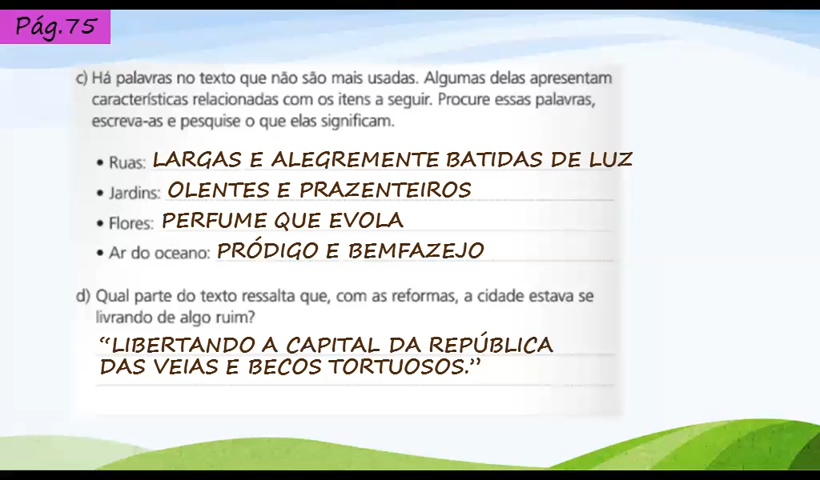 Pág.75
c) Há palavras no texto que não são mais usadas. Algumas delas apresentam
características relacionadas com os itens a seguir. Procure essas palavras,
escreva-as e pesquise o que elas significam.
• Ruas: LARGAS E ALEGREMENTE BATIDAS DE LUZ
• Jardins: OLENTES E PRAZENTEIROS
• Flores: PERFUME QUE EVOLA
• Ar do oceano: PRÓDIGO E BEMFAZEJO
d) Qual parte do texto ressalta que, com as reformas, a cidade estava se
livrando de algo ruim?
“LIBERTANDO A CAPITAL DA REPÚBLICA
DAS VEIAS E BECOS TORTUOSOS.”